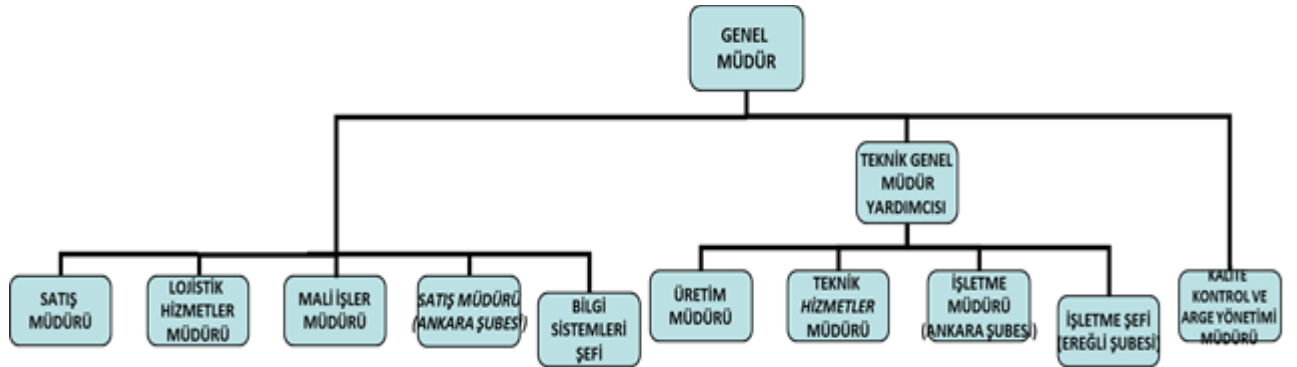 GENEL
MÜDÜR
TEKNİK GENEL
MÜDÜR
YARDIMCISI
SATIŞ
MÜDÜRÜ
LOJİSTİK
HİZMETLER
MÜDÜRÜ
MALİ İŞLER
MÜDÜRÜ
SATIŞ MÜDÜRÜ
(ANKARA ŞUBESİ)
BİLGİ
SİSTEMLERİ
ŞEFİ
ÜRETİM
MÜDÜRÜ
TEKNİK
HİZMETLER
MÜDÜRÜ
İŞLETME
MÜDÜRÜ
(ANKARA ŞUBESİ)
İŞLETME ŞEFİ
(EREĞLİ ŞUBESİ)
KALİTE
KONTROL VE
ARGE YÖNETİMİ
MÜDÜRÜ